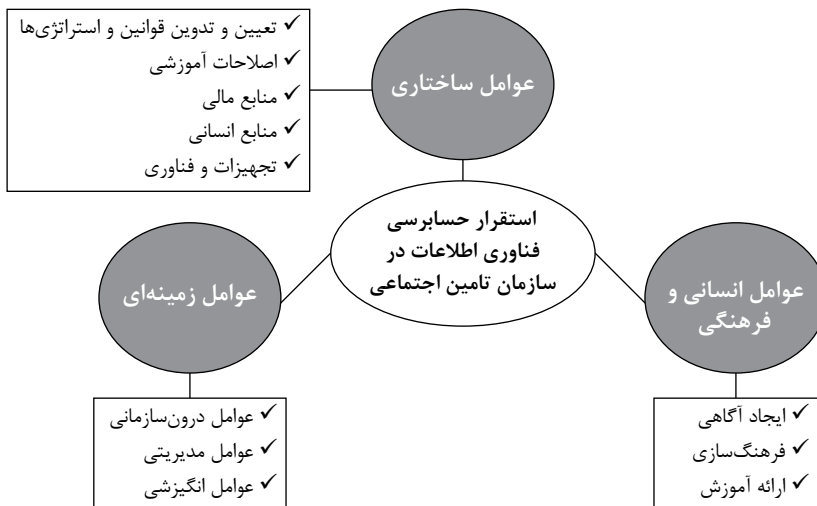 عوامل ساختاری
✓ تعیین و تدوین قوانین و استراتژی‌ها
✓ اصلاحات آموزشی
✓ منابع مالی
✓ منابع انسانی
✓ تجهیزات و فناوری
استقرار حسابرسی
فناوری اطلاعات در
سازمان تامین اجتماعی
عوامل انسانی و
فرهنگی
✓ ایجاد آگاهی
✓ فرهنگ‌سازی
✓ ارائه آموزش
عوامل زمینه‌ای
✓ عوامل درون‌سازمانی
✓ عوامل مدیریتی
✓ عوامل انگیزشی